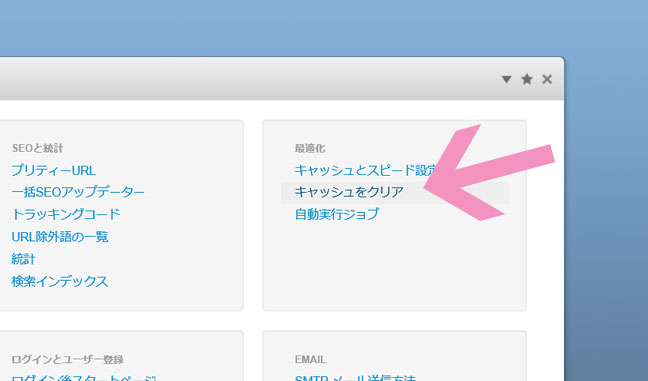 SEOと統計
プリティーURL
一括SEOアップデーター
トラッキングコード
URL除外語の一覧
統計
検索インデックス
最適化
キャッシュとスピード設定
キャッシュをクリア
自動実行ジョブ
ログインとユーザー登録
ログイン後スタートページ
EMAIL
SMTP メール送信方法